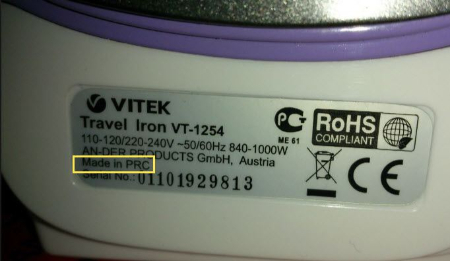 VITEK
Travel Iron VT-1254
110-120/220-240V ~50/60Hz 840-1000W
AN-DER PRODUCTS GmbH, Austria
Made in PRC
Serial No.: 01101929813
РС
ME 61
RoHS
COMPLIANT
CE